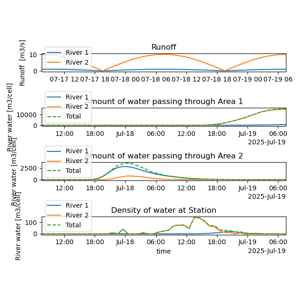 Runoff
Runoff [m3/s]
10
0
River 1
River 2
07-17 12 07-17 18 07-18 00 07-18 06 07-18 12 07-18 18 07-19 00 07-19 06
mount of water passing through Area 1
River water [m3/cell]
10000
0
River 1
River 2
Total
12:00 18:00 Jul-18 06:00 12:00 18:00 Jul-19 06:00
2025-Jul-19
mount of water passing through Area 2
River water [m3/cell]
2500
0
River 1
River 2
Total
12:00 18:00 Jul-18 06:00 12:00 18:00 Jul-19 06:00
2025-Jul-19
Density of water at Station
River water [m3/cell]
100
0
River 1
River 2
Total
12:00 18:00 Jul-18 06:00 12:00 18:00 Jul-19 06:00
time
2025-Jul-19